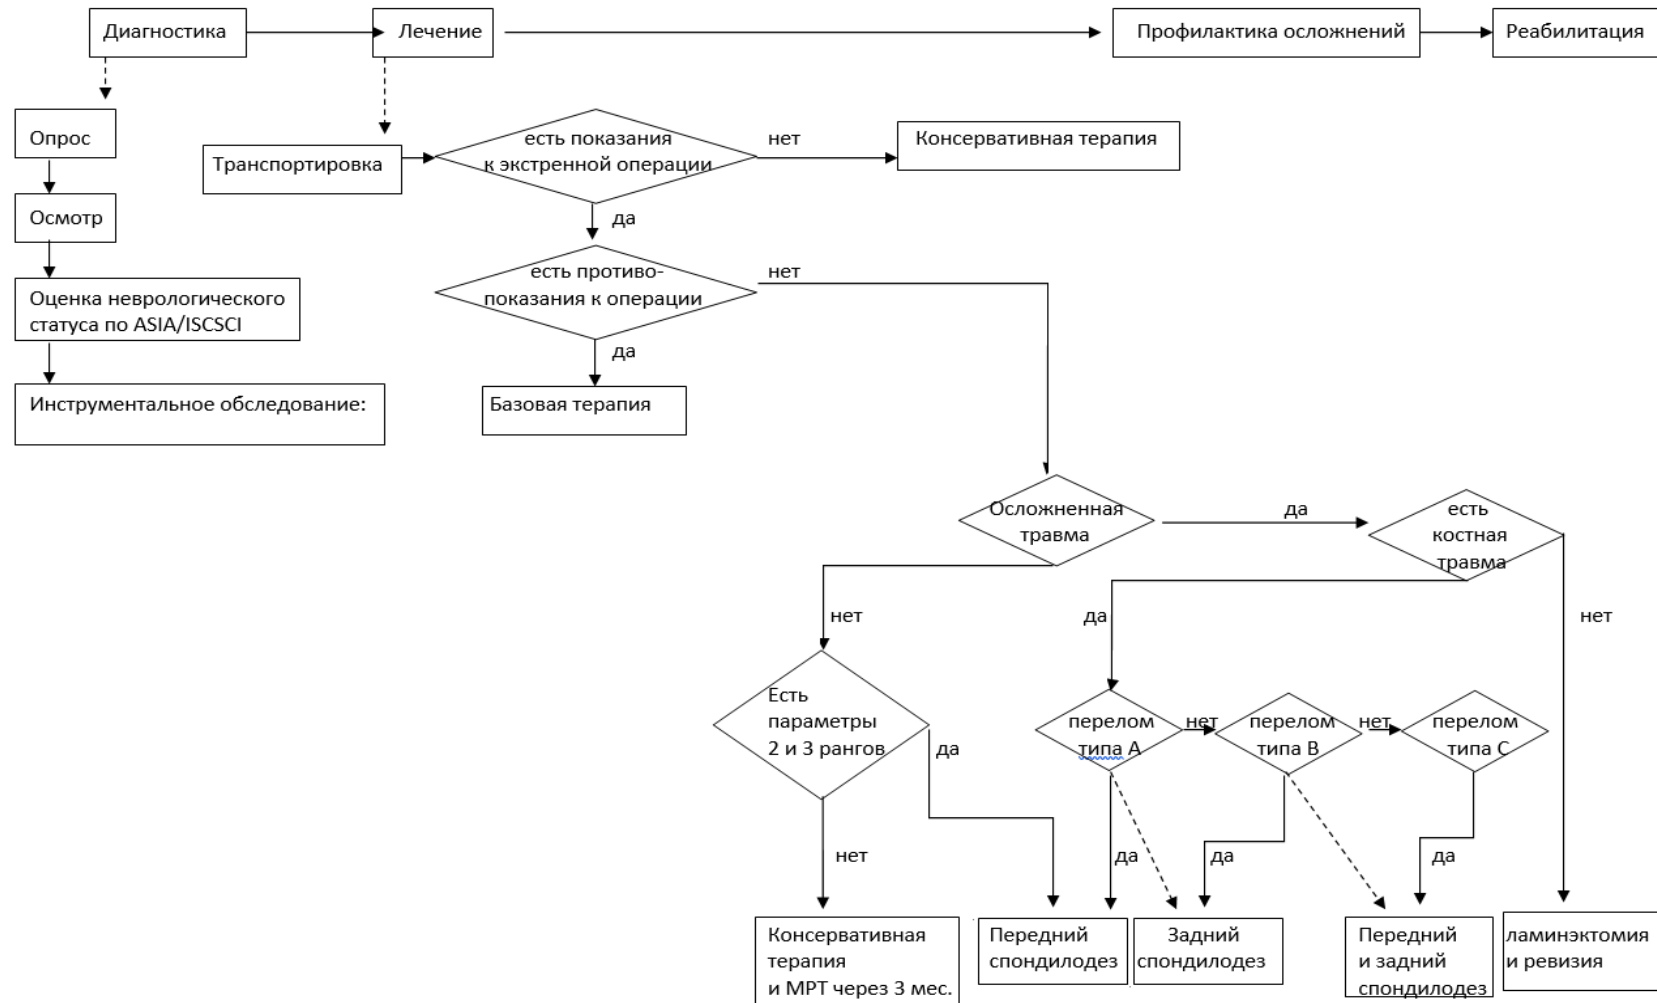 Диагностика
Лечение
Профилактика осложнений
Реабилитация
Опрос
Осмотр
Оценка неврологического
статуса по ASIA/ISCSCI
Инструментальное обследование:
Транспортировка
есть показания
к экстренной операции
нет
Консервативная терапия
да
есть противо-
показания к операции
нет
да
Базовая терапия
Осложненная
травма
да
есть
костная
травма
нет
да
нет
Есть
параметры
2 и 3 рангов
да
нет
перелом
типа А
нет
перелом
типа В
нет
перелом
типа С
да
да
да
Консервативная
терапия
и МРТ через 3 мес.
Передний
спондилодез
Задний
спондилодез
Передний
и задний
спондилодез
ламинэктомия
и ревизия